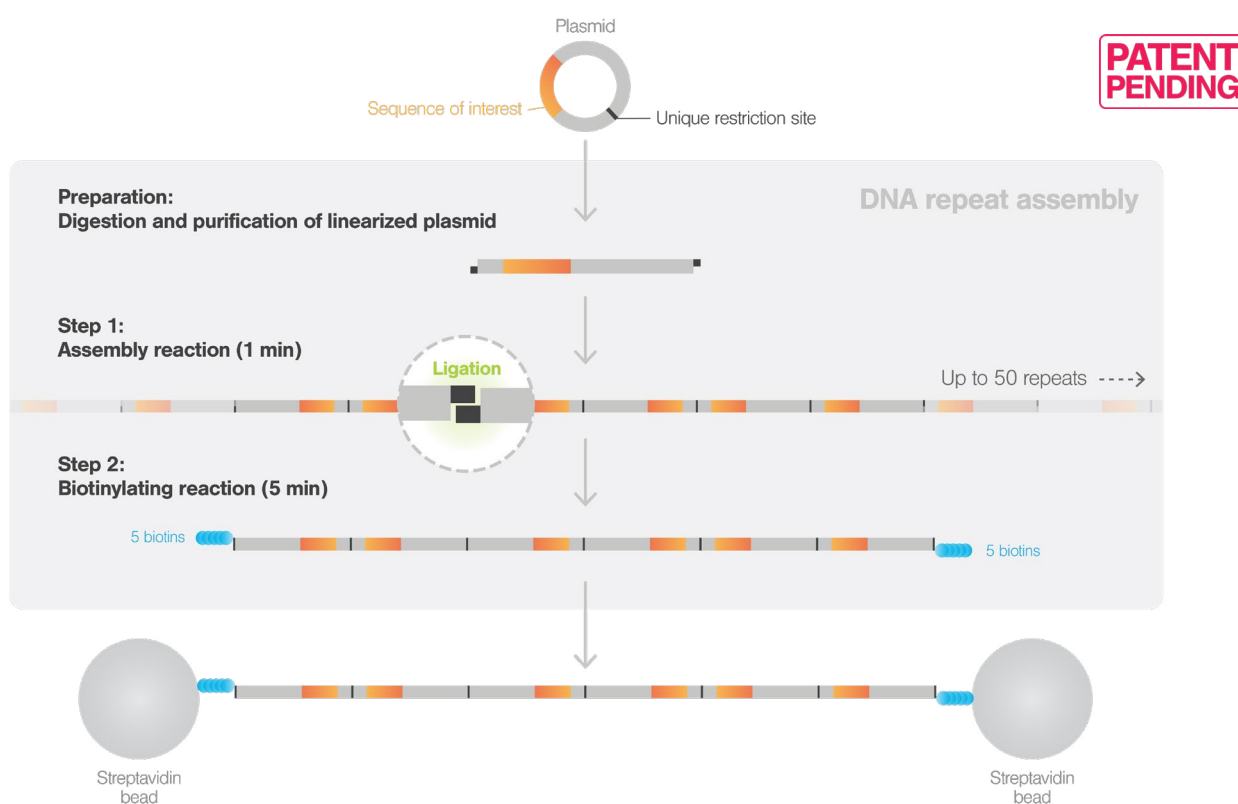 Plasmid
PATENT
PENDING
Sequence of interest
Unique restriction site
Preparation:
Digestion and purification of linearized plasmid
DNA repeat assembly
Step 1:
Assembly reaction (1 min)
Ligation
Up to 50 repeats
Step 2:
Biotinylating reaction (5 min)
5 biotins
5 biotins
Streptavidin
bead
Streptavidin
bead